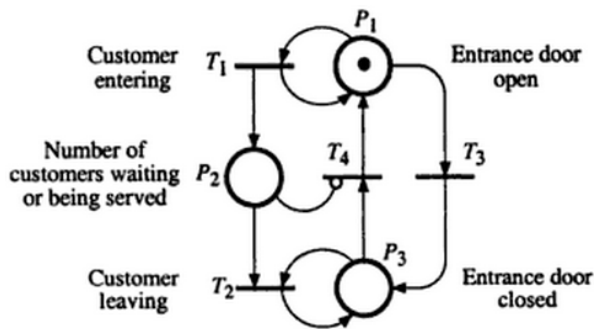 P1
Customer
entering
T1
Entrance door
open
Number of
customers waiting
or being served
P2
T4
T3
Customer
leaving
T2
P3
Entrance door
closed